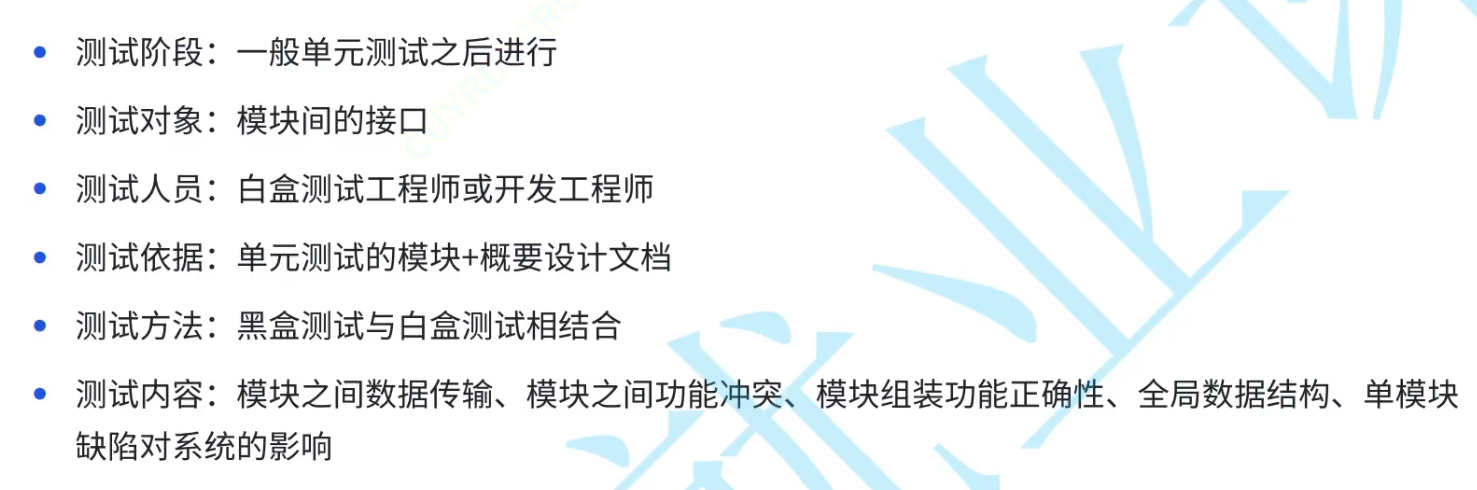 测试阶段：一般单元测试之后进行
测试对象：模块间的接口
测试人员：白盒测试工程师或开发工程师
测试依据：单元测试的模块+概要设计文档
测试方法：黑盒测试与白盒测试相结合
测试内容：模块之间数据传输、模块之间功能冲突、模块组装功能正确性、全局数据结构、单模块
缺陷对系统的影响